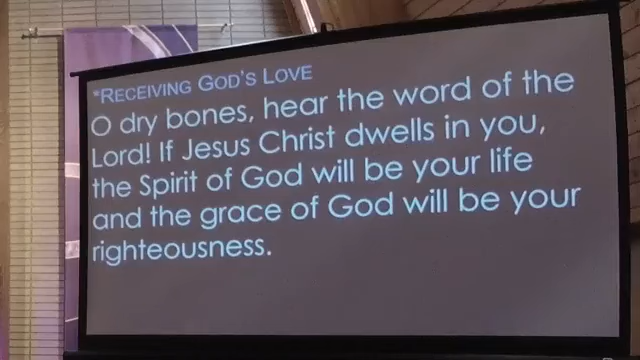 *Receiving God's Love
O dry bones, hear the word of the
Lord! If Jesus Christ dwells in you,
the Spirit of God will be your life
and the grace of God will be your
righteousness.